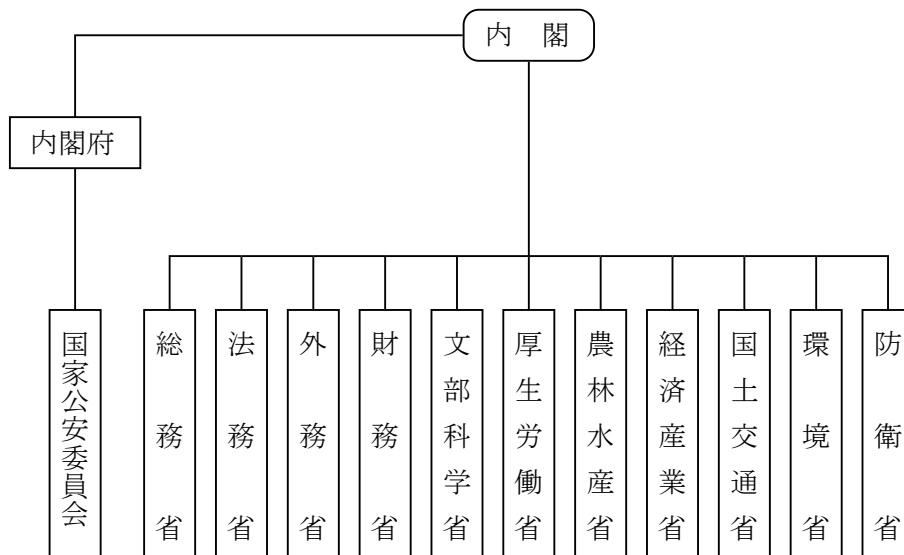 内 閣
内閣府
国家公安委員会
総務省
法務省
外務省
財務省
文部科学省
厚生労働省
農林水産省
経済産業省
国土交通省
環境省
防衛省